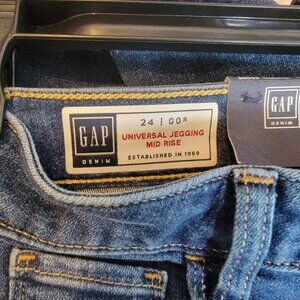 GAP
DENIM
24 | 00R
UNIVERSAL JEGGING
MID RISE
ESTABLISHED IN 1969
GAP
DENIM